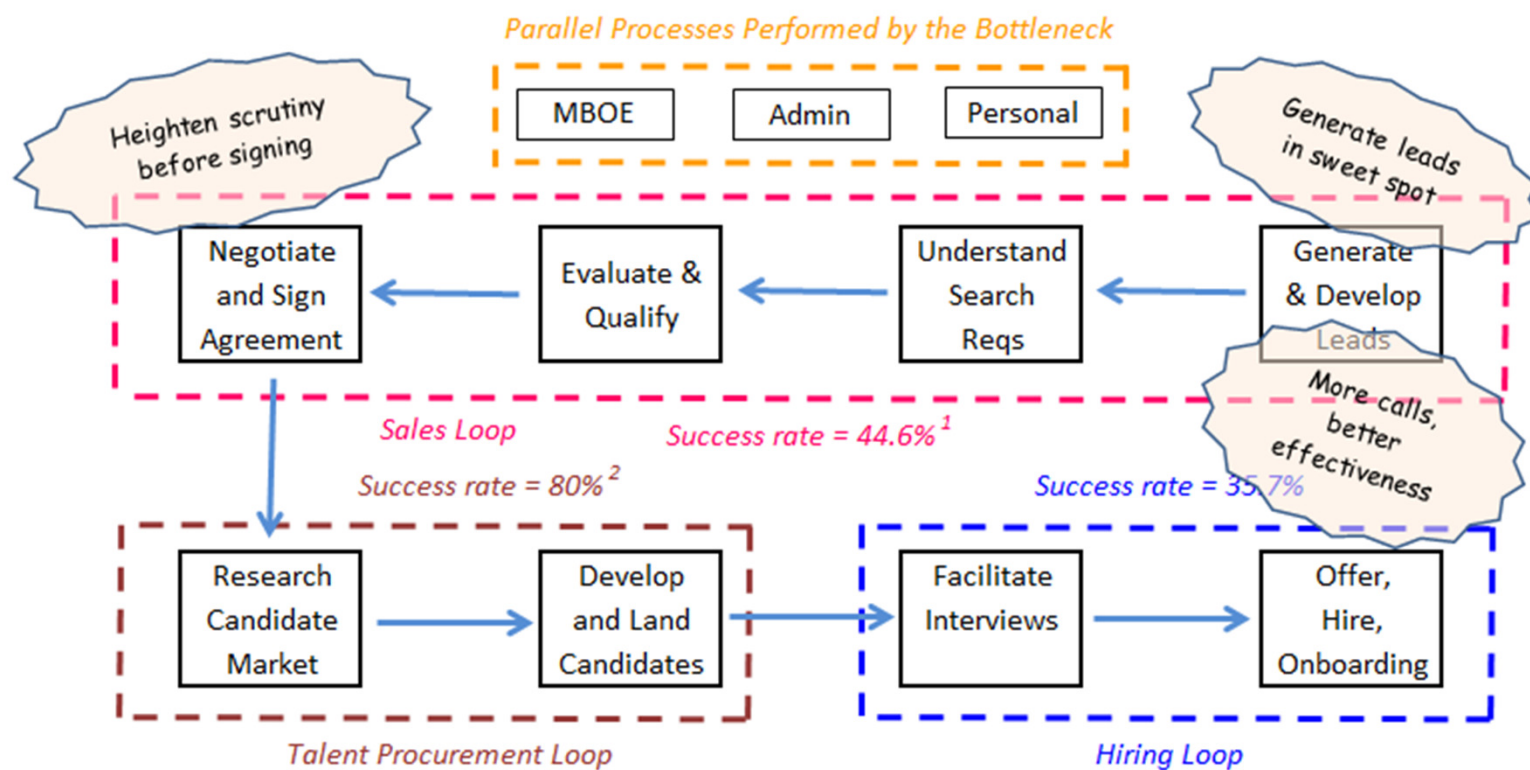 Parallel Processes Performed by the Bottleneck
MBOE
Admin
Personal
Heighten scrutiny
before signing
Generate leads
in sweet spot
Negotiate
and Sign
Agreement
Evaluate &
Qualify
Understand
Search
Reqs
Generate
& Develop
Leads
More calls,
better
effectiveness
Sales Loop
Success rate = 44.6%¹
Success rate = 80%²
Success rate = 35.7%
Research
Candidate
Market
Develop
and Land
Candidates
Facilitate
Interviews
Offer,
Hire,
Onboarding
Talent Procurement Loop
Hiring Loop